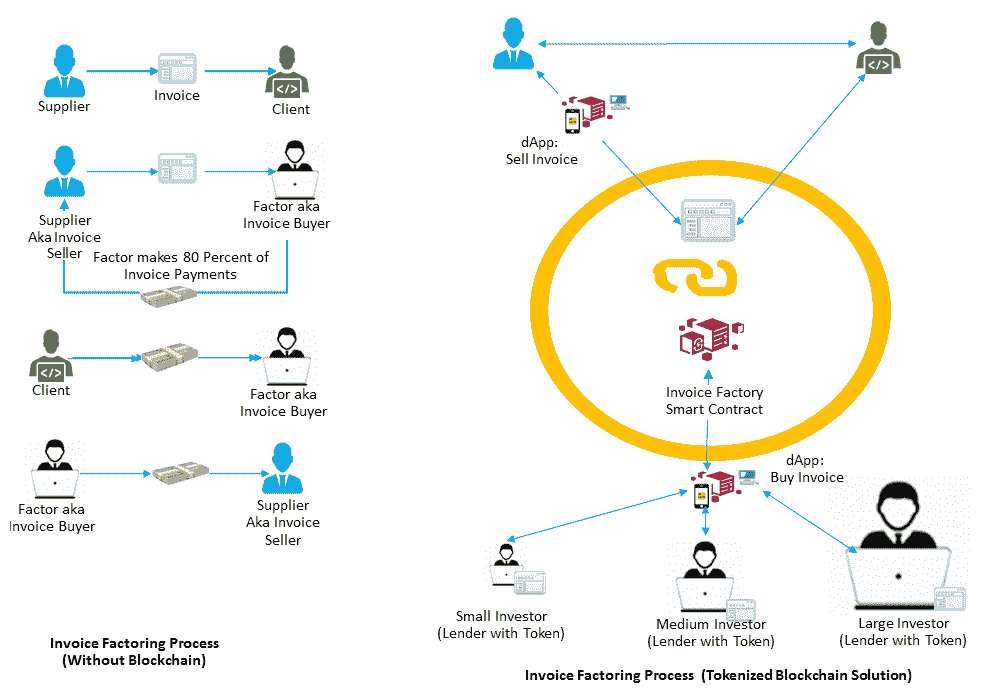 Supplier
Invoice
Client
Supplier
Aka Invoice
Seller
Factor aka
Invoice Buyer
Factor makes 80 Percent of
Invoice Payments
Client
Factor aka
Invoice Buyer
Factor aka
Invoice Buyer
Supplier
Aka Invoice
Seller
Invoice Factoring Process
(Without Blockchain)
dApp:
Sell Invoice
Invoice Factory
Smart Contract
dApp:
Buy Invoice
Small Investor
(Lender with Token)
Medium Investor
(Lender with Token)
Large Investor
(Lender with Token)
Invoice Factoring Process (Tokenized Blockchain Solution)